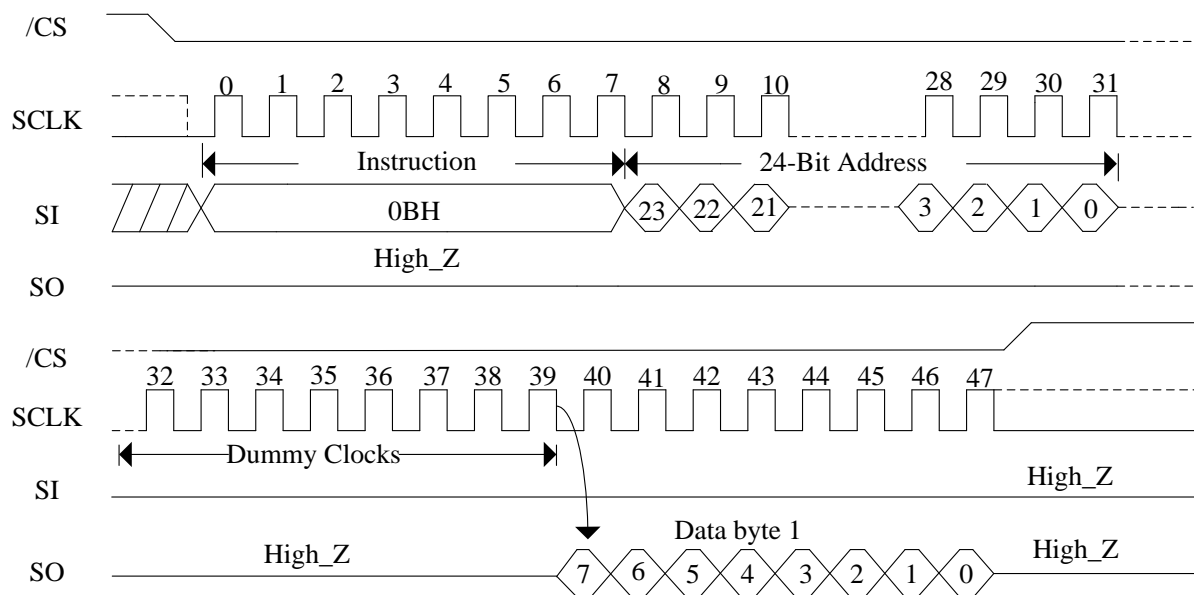 /CS
0 1 2 3 4 5 6 7 8 9 10 28 29 30 31
SCLK
Instruction 24-Bit Address
SI 0BH 23 22 21 3 2 1 0
High_Z
SO
/CS
32 33 34 35 36 37 38 39 40 41 42 43 44 45 46 47
SCLK
Dummy Clocks
SI High_Z
High_Z Data byte 1 High_Z
SO 7 6 5 4 3 2 1 0